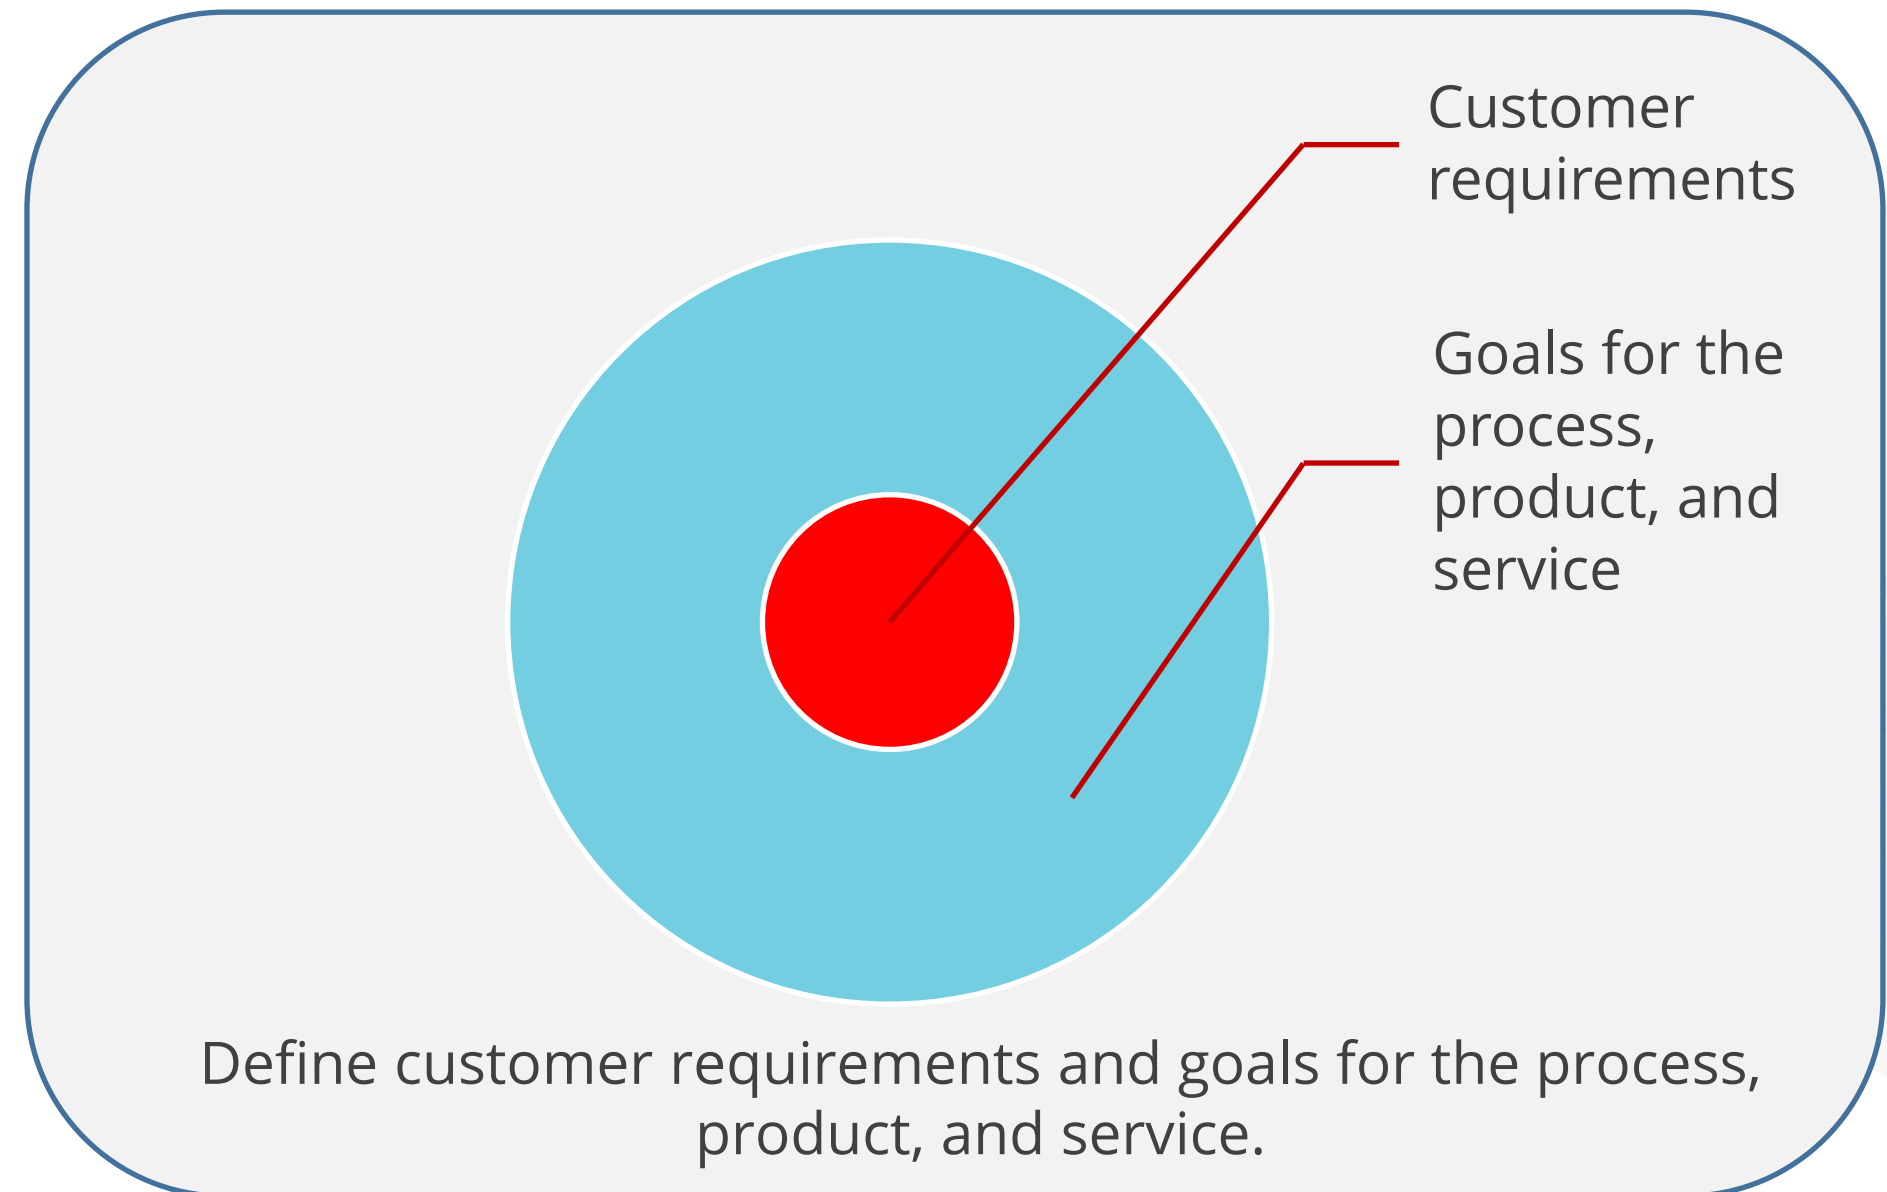 Customer
requirements
Goals for the
process,
product, and
service
Define customer requirements and goals for the process,
product, and service.